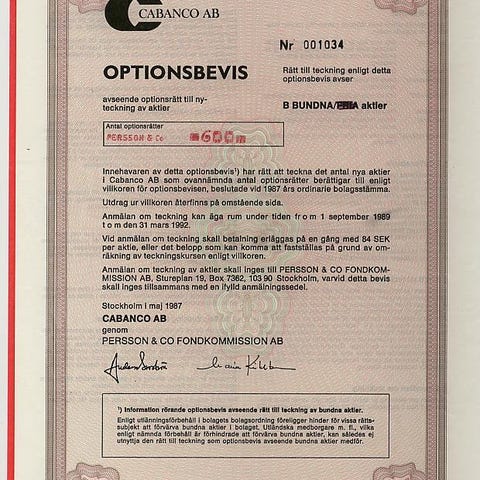 CABANCO AB
Nr 001034
OPTIONSBEVIS
Rätt till teckning enligt detta
optionsbevis avser
avseende optionsrätt till ny-
teckning av aktier
B BUNDNA/FRIA aktier
Antal optionsrätter
PERSSON & Co
600
Innehavaren av detta optionsbevis¹) har rätt att teckna det antal nya aktier
i Cabanco AB som ovannämnda antal optionsrätter berättigar till enligt
villkoren för optionsbevisen, beslutade vid 1987 års ordinarie bolagsstämma.
Utdrag ur villkoren återfinns på omstående sida.
Anmälan om teckning kan äga rum under tiden from 1 september 1989
tom den 31 mars 1992.
Vid anmälan om teckning skall betalning erläggas på en gång med 84 SEK
per aktie, eller det belopp som kan komma att fastställas på grund av om-
räkning av teckningskursen enligt villkoren.
Anmälan om teckning av aktier skall inges till PERSSON & CO FONDKOM-
MISSION AB, Stureplan 19, Box 7362, 103 90 Stockholm, varvid detta bevis
skall inges tillsammans med en ifylld anmälningssedel.
Stockholm i maj 1987
CABANCO AB
genom
PERSSON & CO FONDKOMMISSION AB
¹) Information rörande optionsbevis avseende rätt till teckning av bundna aktier.
Enligt utlänningsförbehåll i bolagets bolagsordning föreligger hinder för vissa rätts-
subjekt att förvärva bundna aktier i bolaget. Utländska medborgare m. fl., vilka
enligt nämnda förbehåll är förhindrade att förvärva bundna aktier, kan således ej
utnyttja den rätt till teckning som optionsbevis avseende bundna aktier medför.